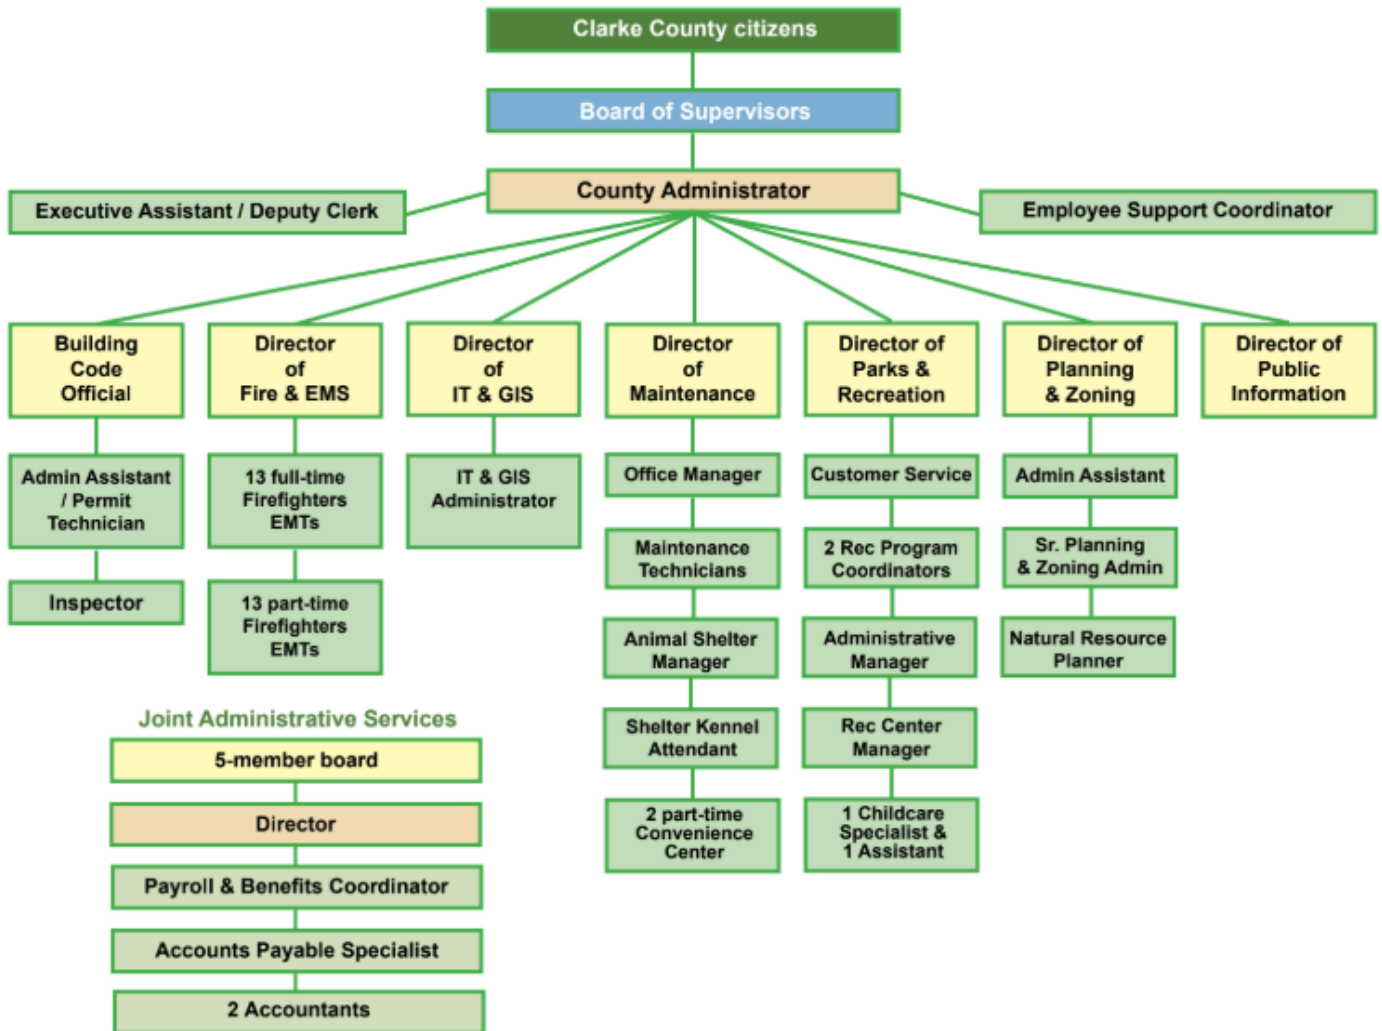 Clarke County citizens
Board of Supervisors
County Administrator
Executive Assistant / Deputy Clerk
Employee Support Coordinator
Building
Code
Official
Admin Assistant
/ Permit
Technician
Inspector
Director
of
Fire & EMS
13 full-time
Firefighters
EMTs
13 part-time
Firefighters
EMTs
Director
of
IT & GIS
IT & GIS
Administrator
Director
of
Maintenance
Office Manager
Maintenance
Technicians
Animal Shelter
Manager
Shelter Kennel
Attendant
2 part-time
Convenience
Center
Director of
Parks &
Recreation
Customer Service
2 Rec Program
Coordinators
Administrative
Manager
Rec Center
Manager
1 Childcare
Specialist &
1 Assistant
Director of
Planning
& Zoning
Admin Assistant
Sr. Planning
& Zoning Admin
Natural Resource
Planner
Director of
Public
Information
Joint Administrative Services
5-member board
Director
Payroll & Benefits Coordinator
Accounts Payable Specialist
2 Accountants